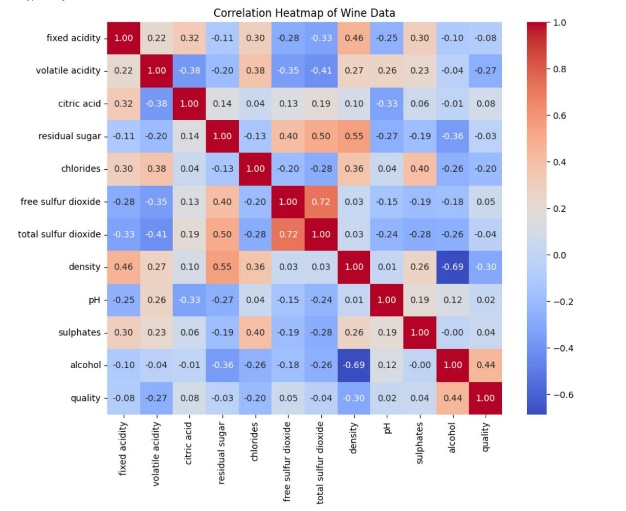 Correlation Heatmap of Wine Data
fixed acidity 1.00 0.22 0.32 -0.11 0.30 -0.28 -0.33 0.46 -0.25 0.30 -0.10 -0.08
volatile acidity 0.22 1.00 -0.38 -0.20 0.38 -0.35 -0.41 0.27 0.26 0.23 -0.04 -0.27
citric acid 0.32 -0.38 1.00 0.14 0.04 0.13 0.19 0.10 -0.33 0.06 -0.01 0.08
residual sugar -0.11 -0.20 0.14 1.00 -0.13 0.40 0.50 0.55 -0.27 -0.19 -0.36 -0.03
chlorides 0.30 0.38 0.04 -0.13 1.00 -0.20 -0.28 0.36 0.04 0.40 -0.26 -0.20
free sulfur dioxide -0.28 -0.35 0.13 0.40 -0.20 1.00 0.72 0.03 -0.15 -0.19 -0.18 0.05
total sulfur dioxide -0.33 -0.41 0.19 0.50 -0.28 0.72 1.00 0.03 -0.24 -0.28 -0.26 -0.04
density 0.46 0.27 0.10 0.55 0.36 0.03 0.03 1.00 0.01 0.26 -0.69 -0.30
pH -0.25 0.26 -0.33 -0.27 0.04 -0.15 -0.24 0.01 1.00 0.19 0.12 0.02
sulphates 0.30 0.23 0.06 -0.19 0.40 -0.19 -0.28 0.26 0.19 1.00 -0.00 0.04
alcohol -0.10 -0.04 -0.01 -0.36 -0.26 -0.18 -0.26 -0.69 0.12 -0.00 1.00 0.44
quality -0.08 -0.27 0.08 -0.03 -0.20 0.05 -0.04 -0.30 0.02 0.04 0.44 1.00
fixed acidity
volatile acidity
citric acid
residual sugar
chlorides
free sulfur dioxide
total sulfur dioxide
density
pH
sulphates
alcohol
quality
1.0
0.8
0.6
0.4
0.2
0.0
−0.2
−0.4
−0.6